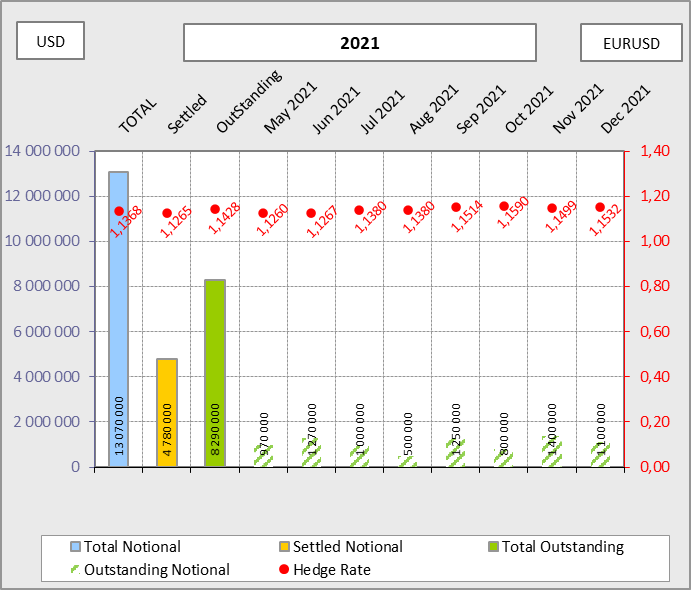 USD
2021
EURUSD
TOTAL
Settled
OutStanding
May 2021
Jun 2021
Jul 2021
Aug 2021
Sep 2021
Oct 2021
Nov 2021
Dec 2021
14 000 000
12 000 000
10 000 000
8 000 000
6 000 000
4 000 000
2 000 000
0
1,40
1,20
1,00
0,80
0,60
0,40
0,20
0,00
1,1368
1,1265
1,1428
1,1260
1,1267
1,1380
1,1380
1,1514
1,1590
1,1499
1,1532
13 070 000
4 780 000
8 290 000
970 000
1 270 000
1 000 000
500 000
1 250 000
800 000
1 400 000
1 100 000
Total Notional
Settled Notional
Total Outstanding
Outstanding Notional
Hedge Rate